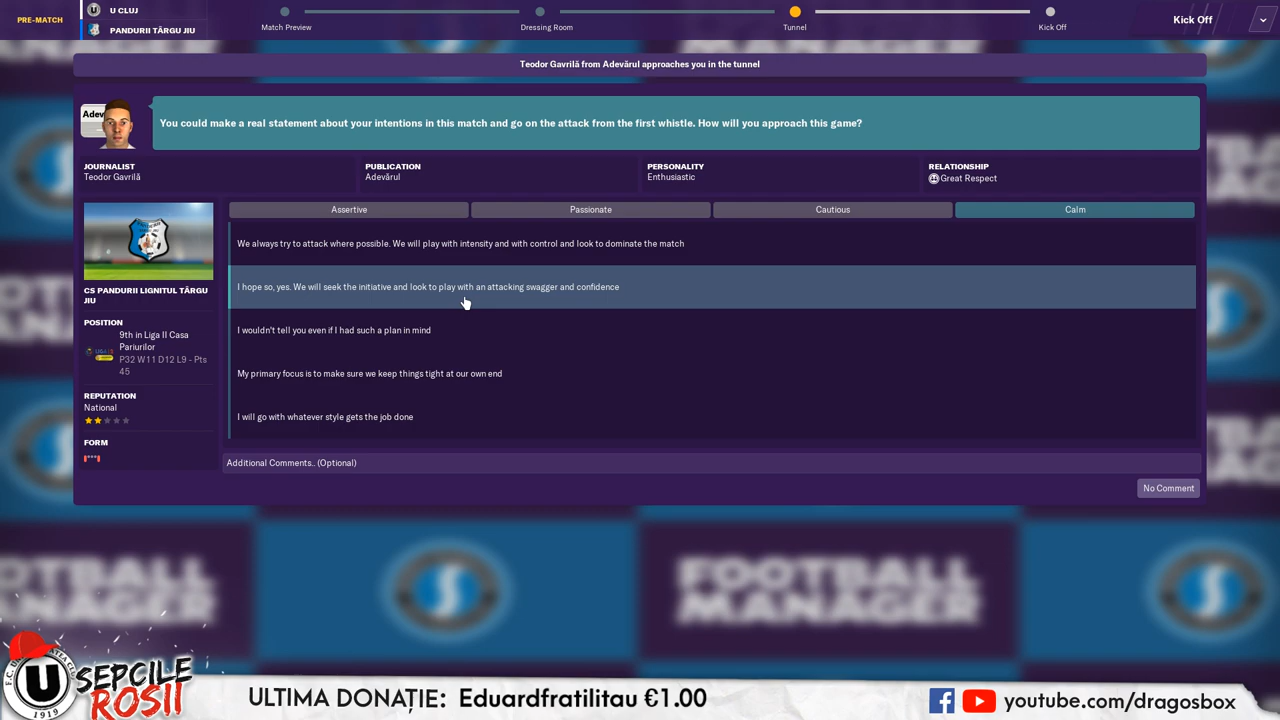 PRE-MATCH
U CLUJ
PANDURII TÂRGU JIU
Match Preview
Dressing Room
Tunnel
Kick Off
Kick Off
Teodor Gavrilă from Adevărul approaches you in the tunnel
Adev
You could make a real statement about your intentions in this match and go on the attack from the first whistle. How will you approach this game?
JOURNALIST
Teodor Gavrilă
PUBLICATION
Adevărul
PERSONALITY
Enthusiastic
RELATIONSHIP
Great Respect
Assertive
Passionate
Cautious
Calm
We always try to attack where possible. We will play with intensity and with control and look to dominate the match
I hope so, yes. We will seek the initiative and look to play with an attacking swagger and confidence
I wouldn't tell you even if I had such a plan in mind
My primary focus is to make sure we keep things tight at our own end
I will go with whatever style gets the job done
CS PANDURII LIGNITUL TÂRGU
JIU
POSITION
9th in Liga II Casa
Pariurilor
P32 W11 D12 L9 - Pts
45
REPUTATION
National
FORM
Additional Comments.. (Optional)
No Comment
FOOTBALL
MANAGER
U
1919
SEPCILE
ROSII
ULTIMA DONAȚIE: Eduardfratilitau €1.00
youtube.com/dragosbox